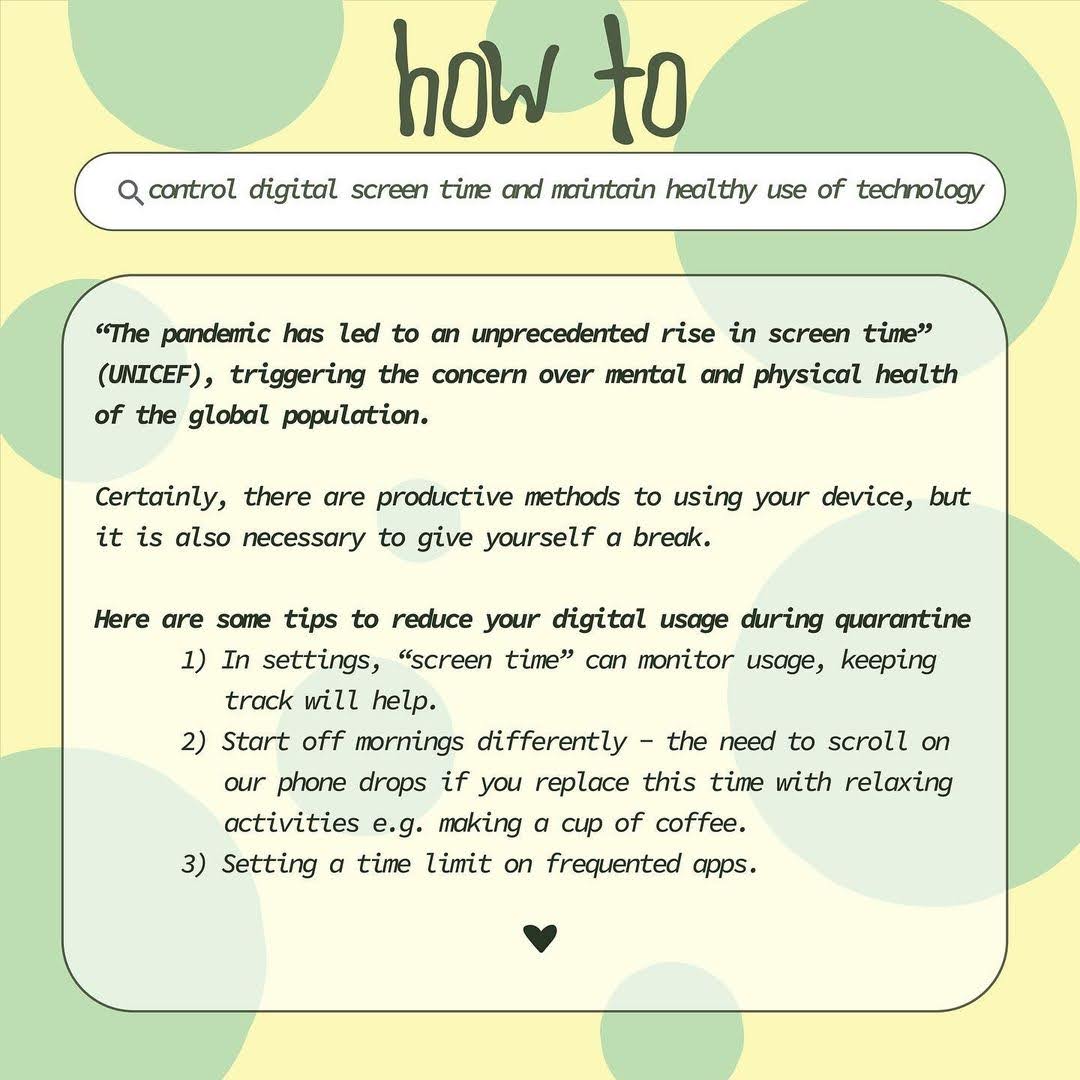 how to
control digital screen time and maintain healthy use of technology
“The pandemic has led to an unprecedented rise in screen time”
(UNICEF), triggering the concern over mental and physical health
of the global population.
Certainly, there are productive methods to using your device, but
it is also necessary to give yourself a break.
Here are some tips to reduce your digital usage during quarantine
1) In settings, “screen time” can monitor usage, keeping
track will help.
2) Start off mornings differently – the need to scroll on
our phone drops if you replace this time with relaxing
activities e.g. making a cup of coffee.
3) Setting a time limit on frequented apps.